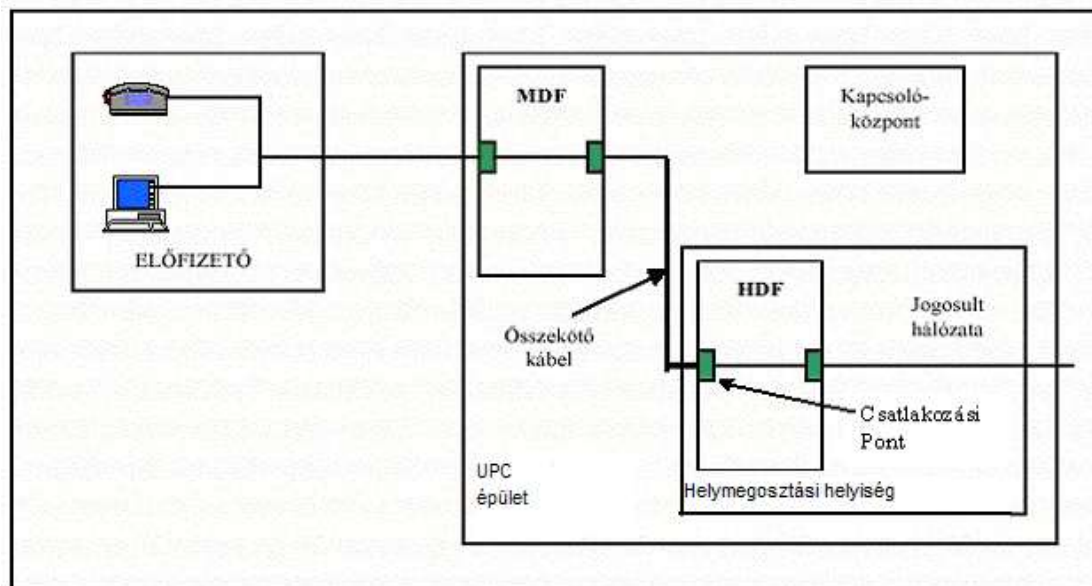 ELŐFIZETŐ
MDF
Kapcsoló-
központ
Összekötő
kábel
HDF
Jogosult
hálózata
Csatlakozási
Pont
UPC
épület
Helymegosztási helyiség